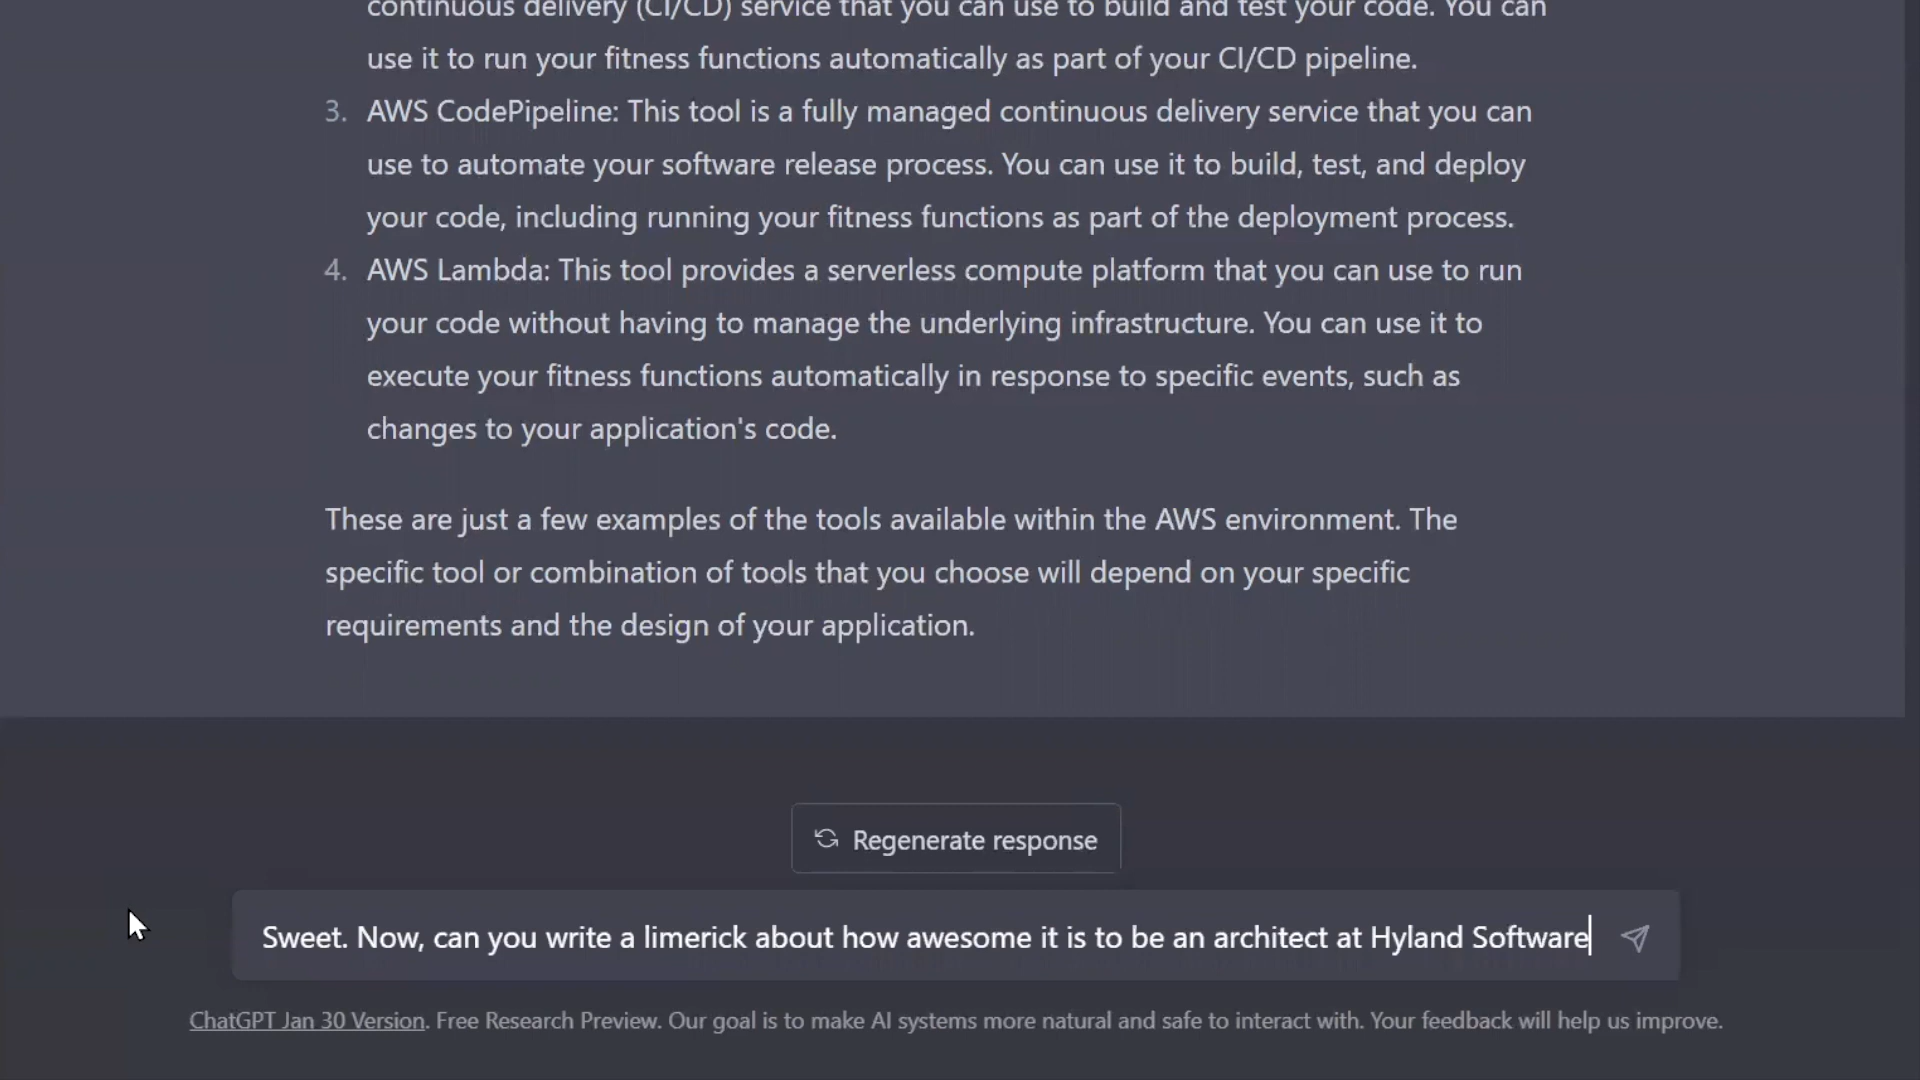 continuous delivery (CI/CD) service that you can use to build and test your code. You can
use it to run your fitness functions automatically as part of your CI/CD pipeline.
3. AWS CodePipeline: This tool is a fully managed continuous delivery service that you can
use to automate your software release process. You can use it to build, test, and deploy
your code, including running your fitness functions as part of the deployment process.
4. AWS Lambda: This tool provides a serverless compute platform that you can use to run
your code without having to manage the underlying infrastructure. You can use it to
execute your fitness functions automatically in response to specific events, such as
changes to your application's code.
These are just a few examples of the tools available within the AWS environment. The
specific tool or combination of tools that you choose will depend on your specific
requirements and the design of your application.
Regenerate response
Sweet. Now, can you write a limerick about how awesome it is to be an architect at Hyland Software
ChatGPT Jan 30 Version. Free Research Preview. Our goal is to make AI systems more natural and safe to interact with. Your feedback will help us improve.